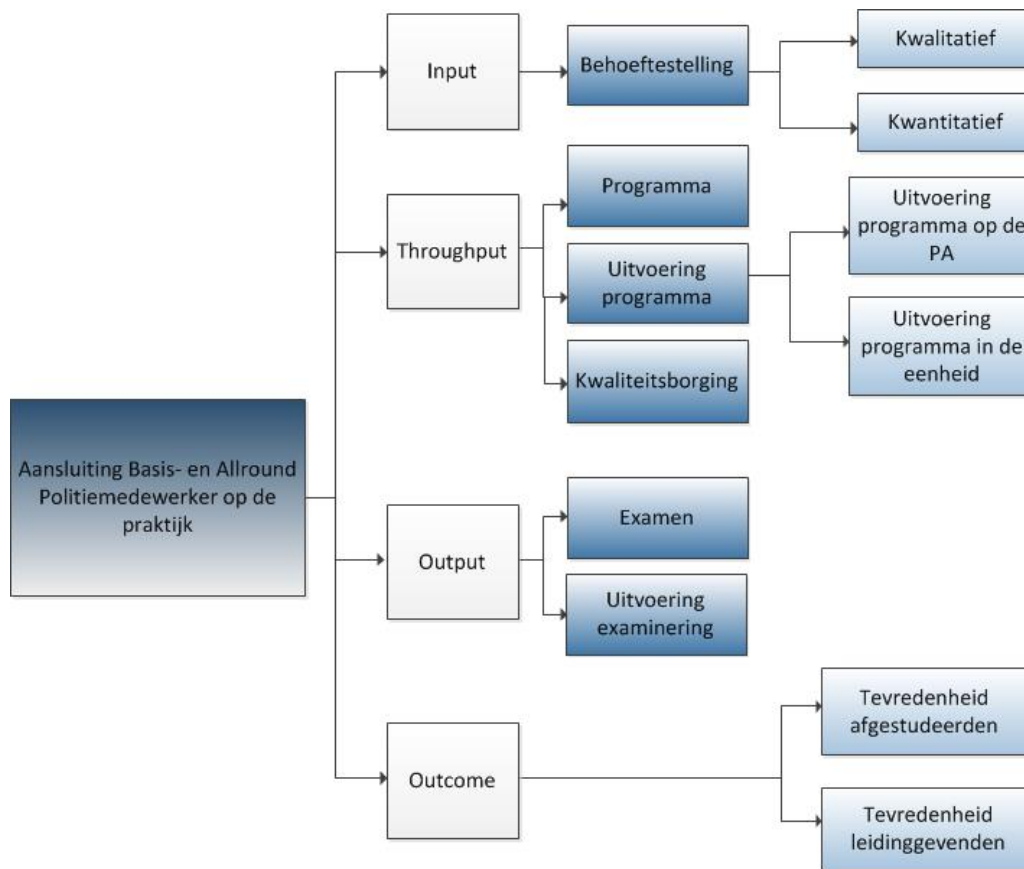 Aansluiting Basis- en Allround
Politiemedewerker op de
praktijk
Input
Behoeftestelling
Kwalitatief
Kwantitatief
Throughput
Programma
Uitvoering
programma
Uitvoering
programma op de
PA
Uitvoering
programma in de
eenheid
Kwaliteitsborging
Output
Examen
Uitvoering
examinering
Outcome
Tevredenheid
afgestudeerden
Tevredenheid
leidinggevenden